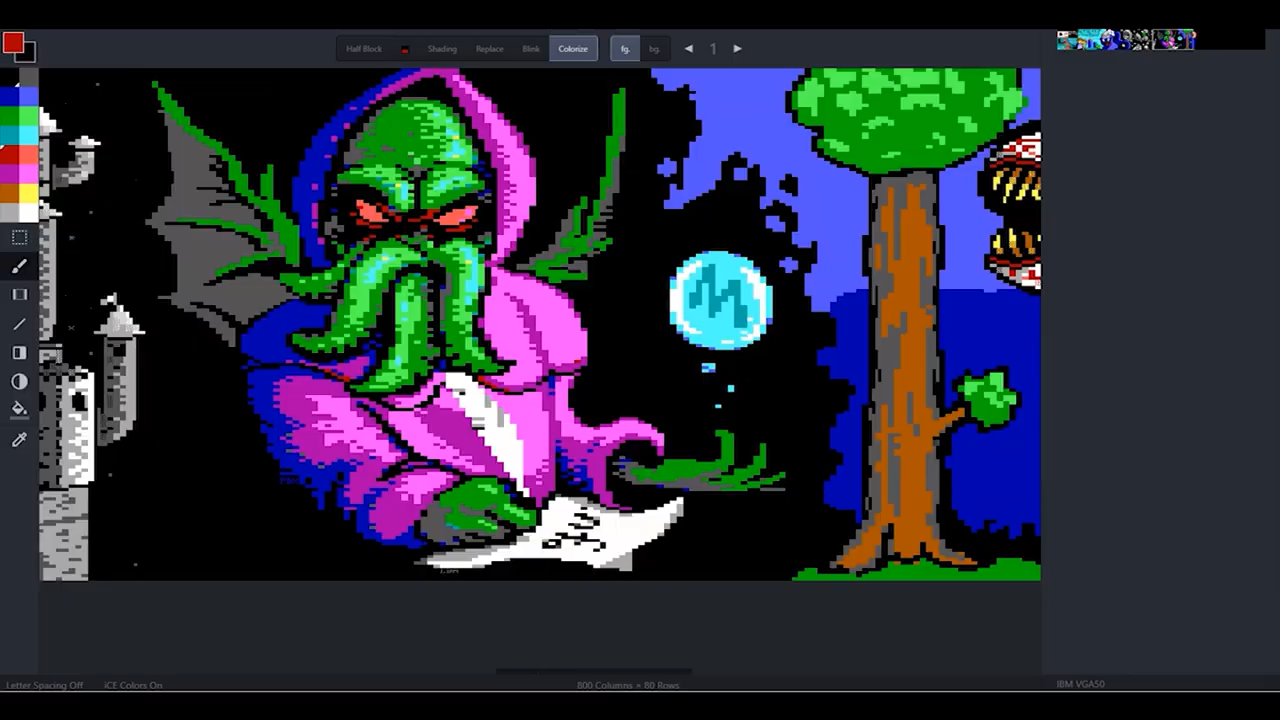 Half Block Shading Replace Blink Colorize fg. bg. ◀ 1 ▶
M
Letter Spacing Off iCE Colors On 800 Columns × 80 Rows IBM VGA50